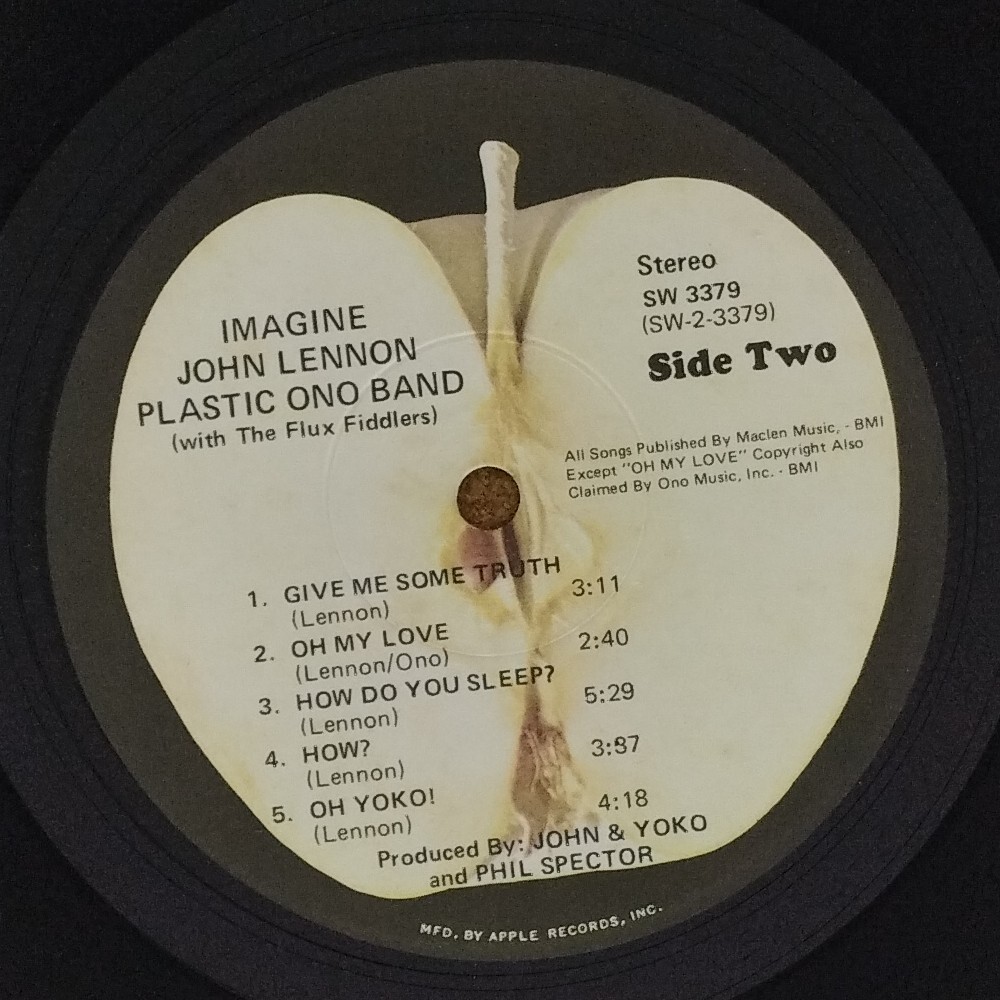 IMAGINE
JOHN LENNON
PLASTIC ONO BAND
(with The Flux Fiddlers)
Stereo
SW 3379
(SW-2-3379)
Side Two
All Songs Published By Maclen Music, - BMI
Except "OH MY LOVE" Copyright Also
Claimed By Ono Music, Inc. - BMI
1. GIVE ME SOME TRUTH 3:11
(Lennon)
2. OH MY LOVE 2:40
(Lennon/Ono)
3. HOW DO YOU SLEEP? 5:29
(Lennon)
4. HOW? 3:37
(Lennon)
5. OH YOKO! 4:18
(Lennon)
Produced By: JOHN & YOKO
and PHIL SPECTOR
MFD. BY APPLE RECORDS, INC.